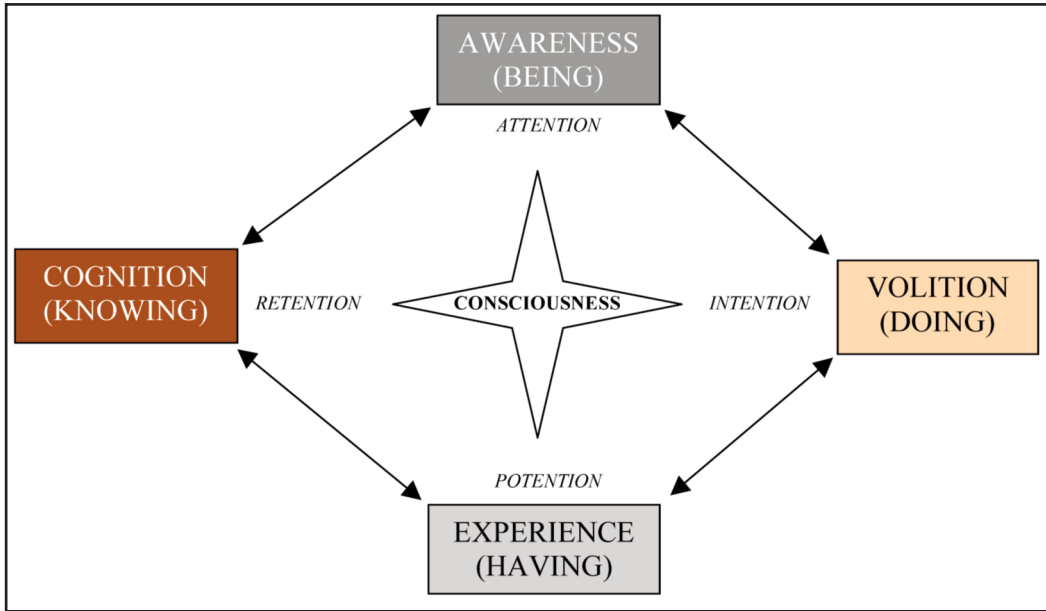 AWARENESS
(BEING)
ATTENTION
COGNITION
(KNOWING)
RETENTION
CONSCIOUSNESS
INTENTION
VOLITION
(DOING)
POTENTION
EXPERIENCE
(HAVING)